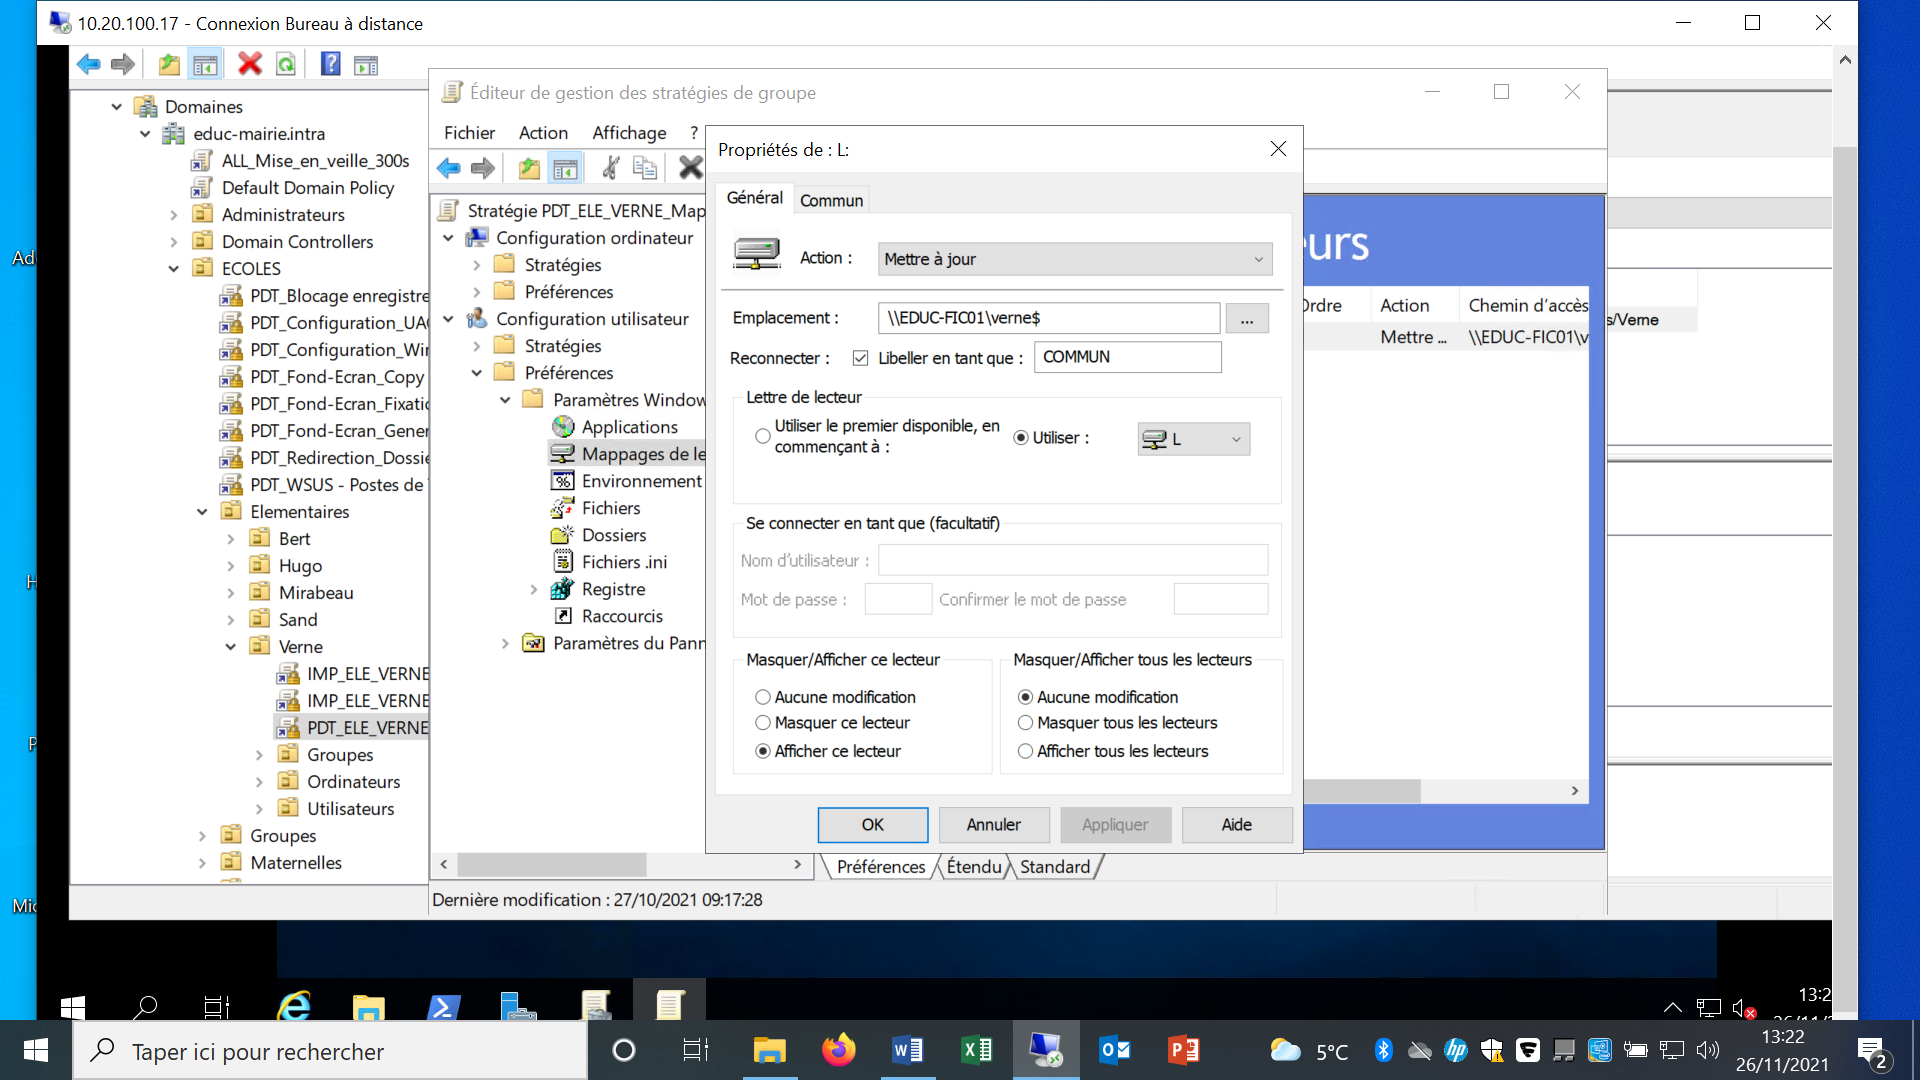 10.20.100.17 - Connexion Bureau à distance
Domaines
educ-mairie.intra
ALL_Mise_en_veille_300s
Default Domain Policy
Administrateurs
Domain Controllers
ECOLES
PDT_Blocage enregistre
PDT_Configuration_UA
PDT_Configuration_Wi
PDT_Fond-Ecran_Copy
PDT_Fond-Ecran_Fixati
PDT_Fond-Ecran_Gener
PDT_Redirection_Dossi
PDT_WSUS - Postes de
Elementaires
Bert
Hugo
Mirabeau
Sand
Verne
IMP_ELE_VERNE
IMP_ELE_VERNE
PDT_ELE_VERNE
Groupes
Ordinateurs
Utilisateurs
Groupes
Maternelles
Éditeur de gestion des stratégies de groupe
Fichier Action Affichage ?
Stratégie PDT_ELE_VERNE_Map
Configuration ordinateur
Stratégies
Préférences
Configuration utilisateur
Stratégies
Préférences
Paramètres Window
Applications
Mappages de le
Environnement
Fichiers
Dossiers
Fichiers .ini
Registre
Raccourcis
Paramètres du Pann
Propriétés de : L:
Général Commun
Action : Mettre à jour
Emplacement : \\EDUC-FIC01\verne$ ...
Reconnecter : Libeller en tant que : COMMUN
Lettre de lecteur
Utiliser le premier disponible, en
commençant à :
Utiliser : L
Se connecter en tant que (facultatif)
Nom d'utilisateur :
Mot de passe : Confirmer le mot de passe
Masquer/Afficher ce lecteur
Aucune modification
Masquer ce lecteur
Afficher ce lecteur
Masquer/Afficher tous les lecteurs
Aucune modification
Masquer tous les lecteurs
Afficher tous les lecteurs
OK Annuler Appliquer Aide
eurs
Ordre Action Chemin d'accès
Mettre ... \\EDUC-FIC01\v
s/Verne
Préférences Étendu Standard
Dernière modification : 27/10/2021 09:17:28
Ad
H
P
Mic
13:2
Taper ici pour rechercher
5°C
13:22
26/11/2021
2